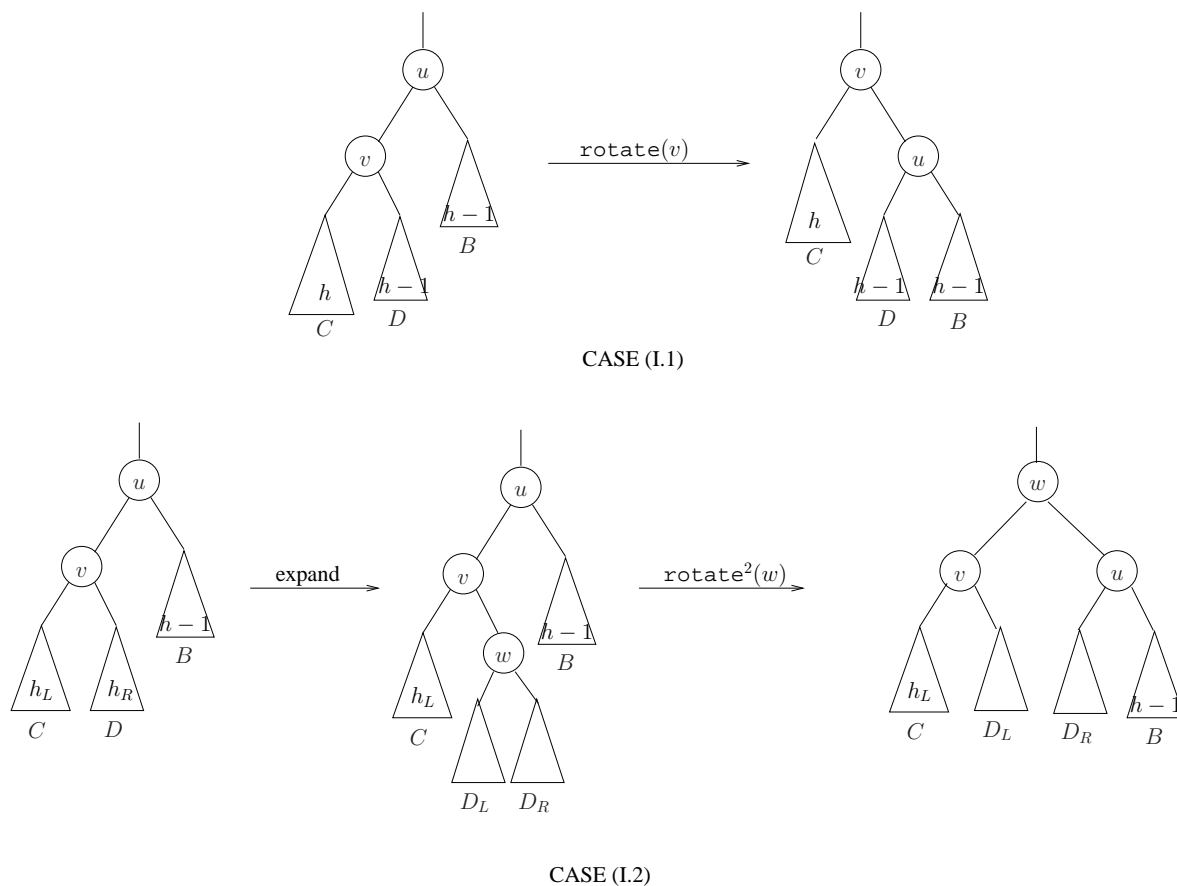 u
v
v
rotate(v)
u
h − 1
B
h
C
h
C
h − 1
D
h − 1
D
h − 1
B
CASE (I.1)
u
u
w
v
expand
v
rotate²(w)
v
u
h − 1
B
w
h − 1
B
h_L
C
h_R
D
h_L
C
h_L
C
D_L
D_R
h − 1
B
D_L
D_R
CASE (I.2)